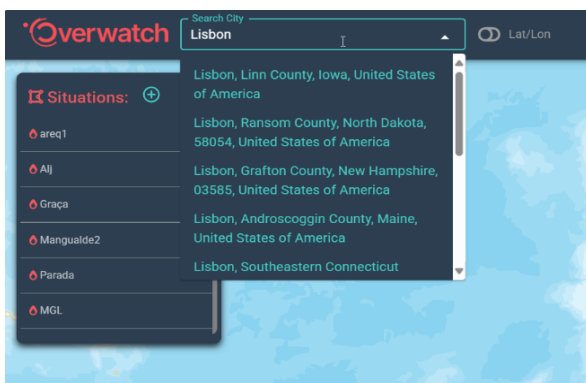 Overwatch
Search City
Lisbon
Lat/Lon
Situations:
areq1
Alj
Graça
Mangualde2
Parada
MGL
Lisbon, Linn County, Iowa, United States
of America
Lisbon, Ransom County, North Dakota,
58054, United States of America
Lisbon, Grafton County, New Hampshire,
03585, United States of America
Lisbon, Androscoggin County, Maine,
United States of America
Lisbon, Southeastern Connecticut